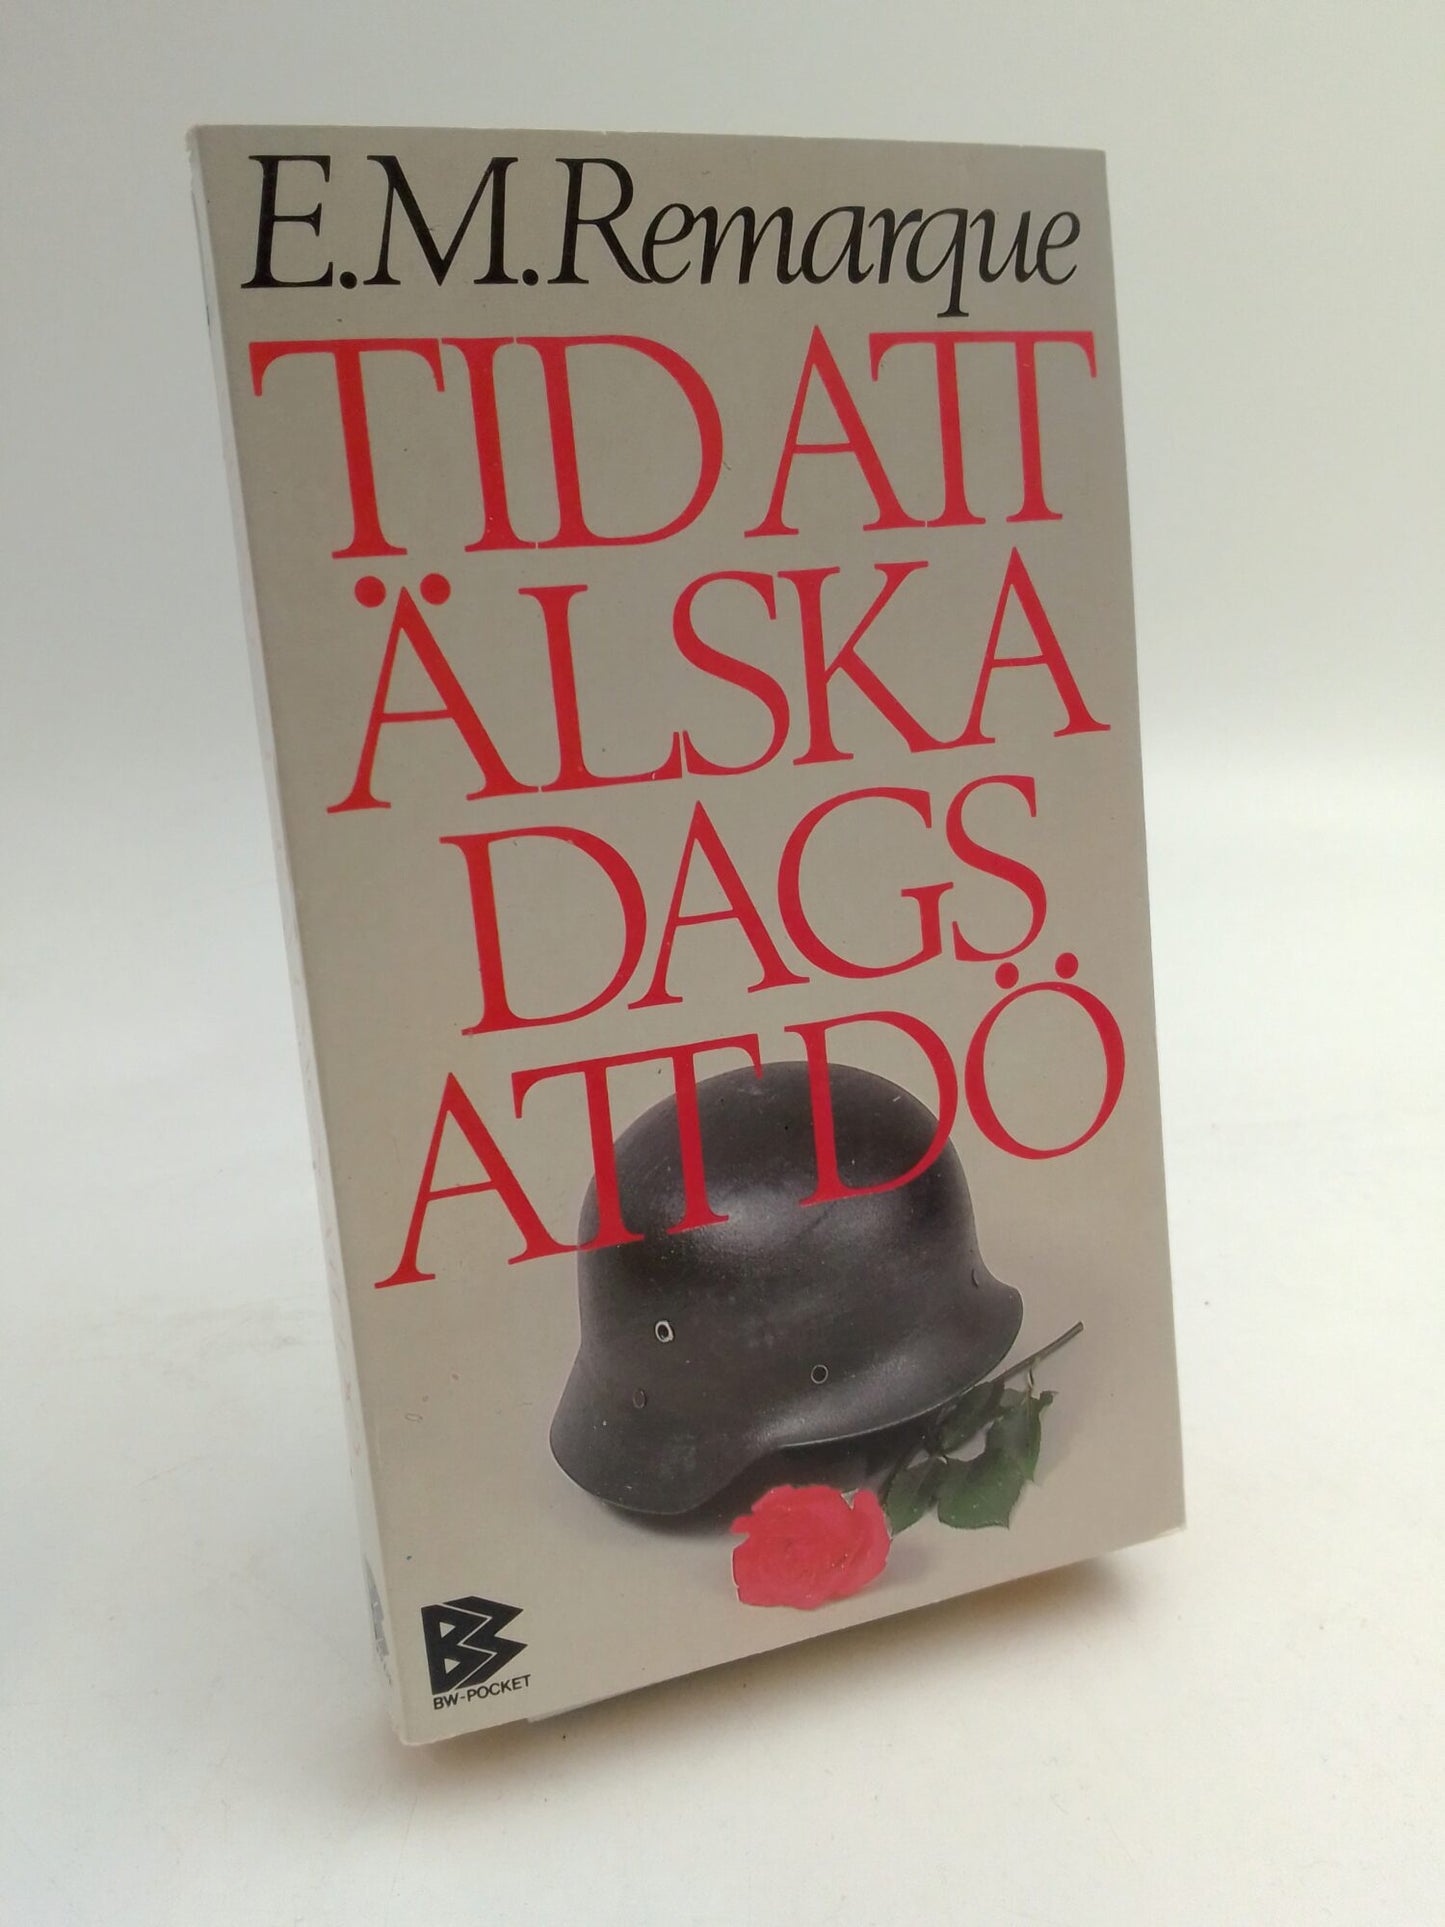 E.M.Remarque
TID ATT
ÄLSKA
DAGS
ATT DÖ
BW-POCKET